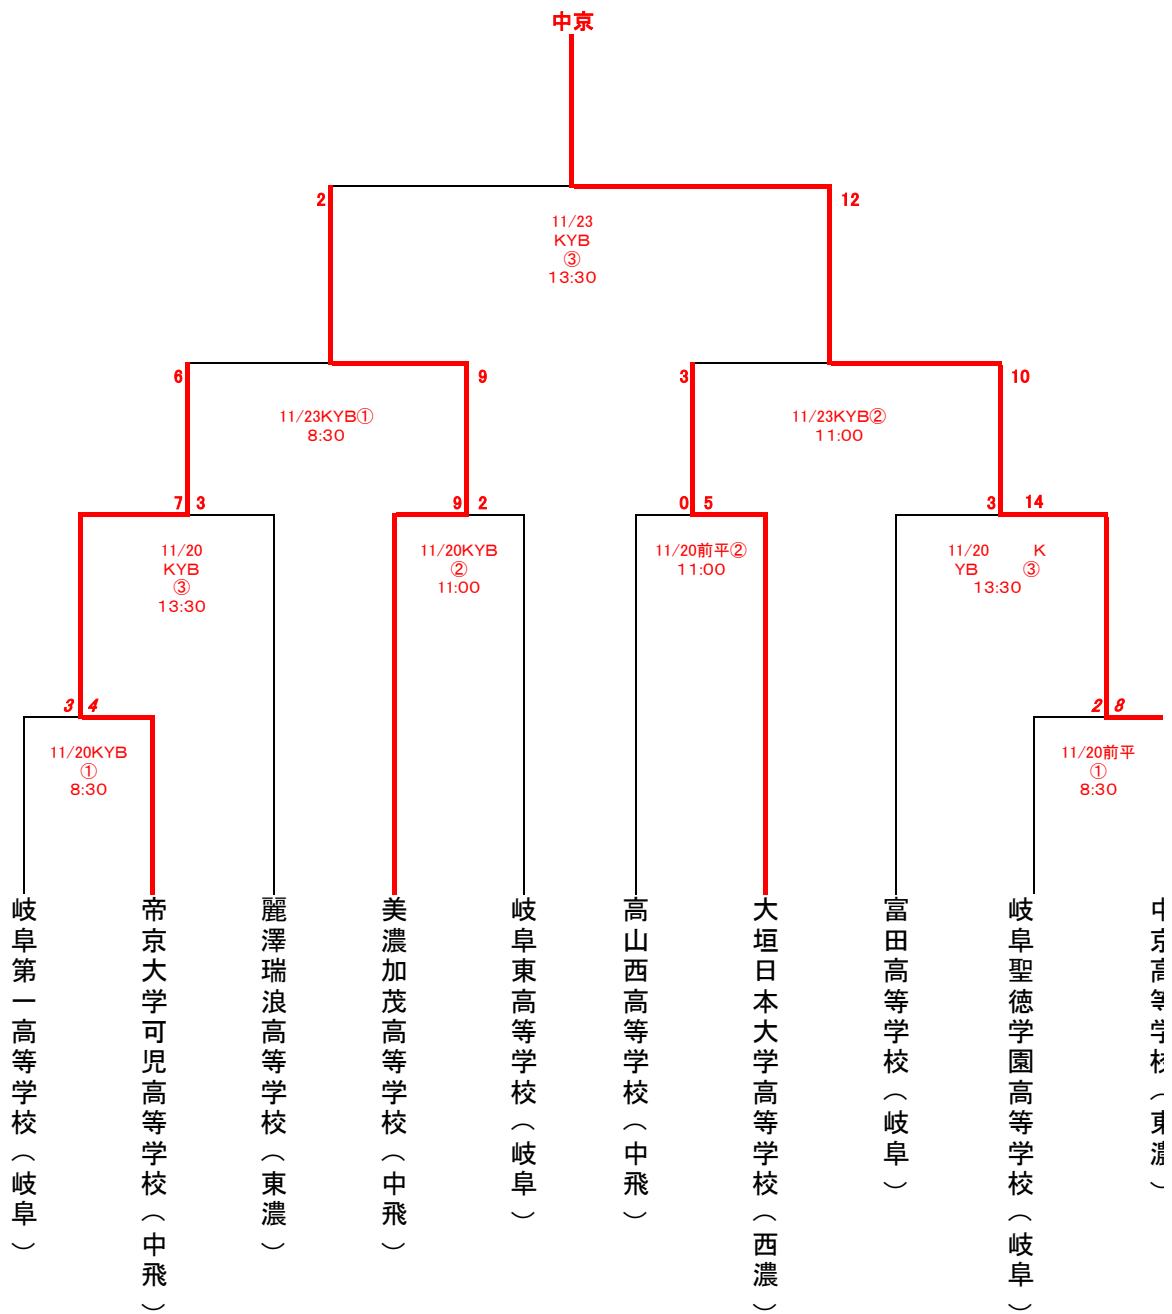 中京
2
12
11/23
KYB
③
13:30
6
9
3
10
11/23KYB①
8:30
11/23KYB②
11:00
7 3
9 2
0 5
3 14
11/20
KYB
③
13:30
11/20KYB
②
11:00
11/20前平②
11:00
11/20 K
YB ③
13:30
3 4
2 8
11/20KYB
①
8:30
11/20前平
①
8:30
岐阜第一高等学校（岐阜）
帝京大学可児高等学校（中飛）
麗澤瑞浪高等学校（東濃）
美濃加茂高等学校（中飛）
岐阜東高等学校（岐阜）
高山西高等学校（中飛）
大垣日本大学高等学校（西濃）
富田高等学校（岐阜）
岐阜聖徳学園高等学校（岐阜）
中京高等学校（東濃）